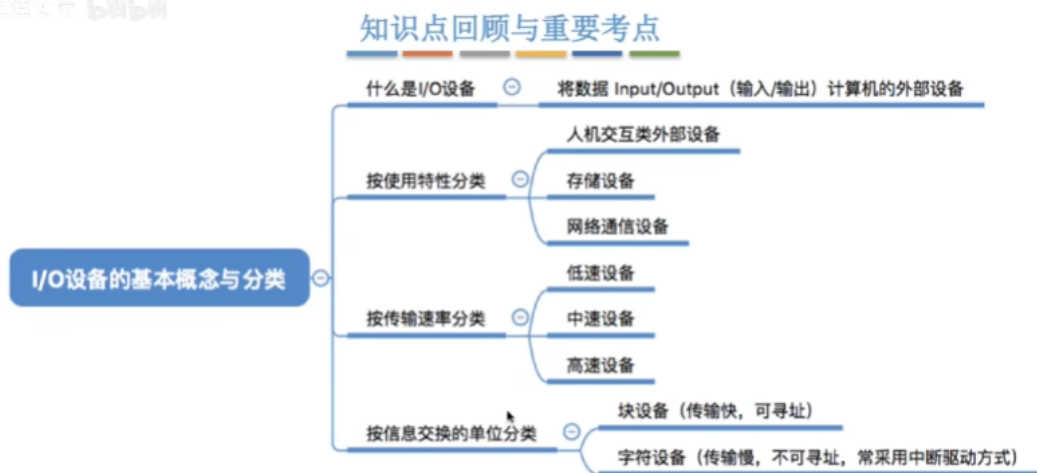 知识点回顾与重要考点
什么是I/O设备
将数据 Input/Output（输入/输出）计算机的外部设备
人机交互类外部设备
按使用特性分类
存储设备
网络通信设备
I/O设备的基本概念与分类
低速设备
按传输速率分类
中速设备
高速设备
块设备（传输快，可寻址）
按信息交换的单位分类
字符设备（传输慢，不可寻址，常采用中断驱动方式）